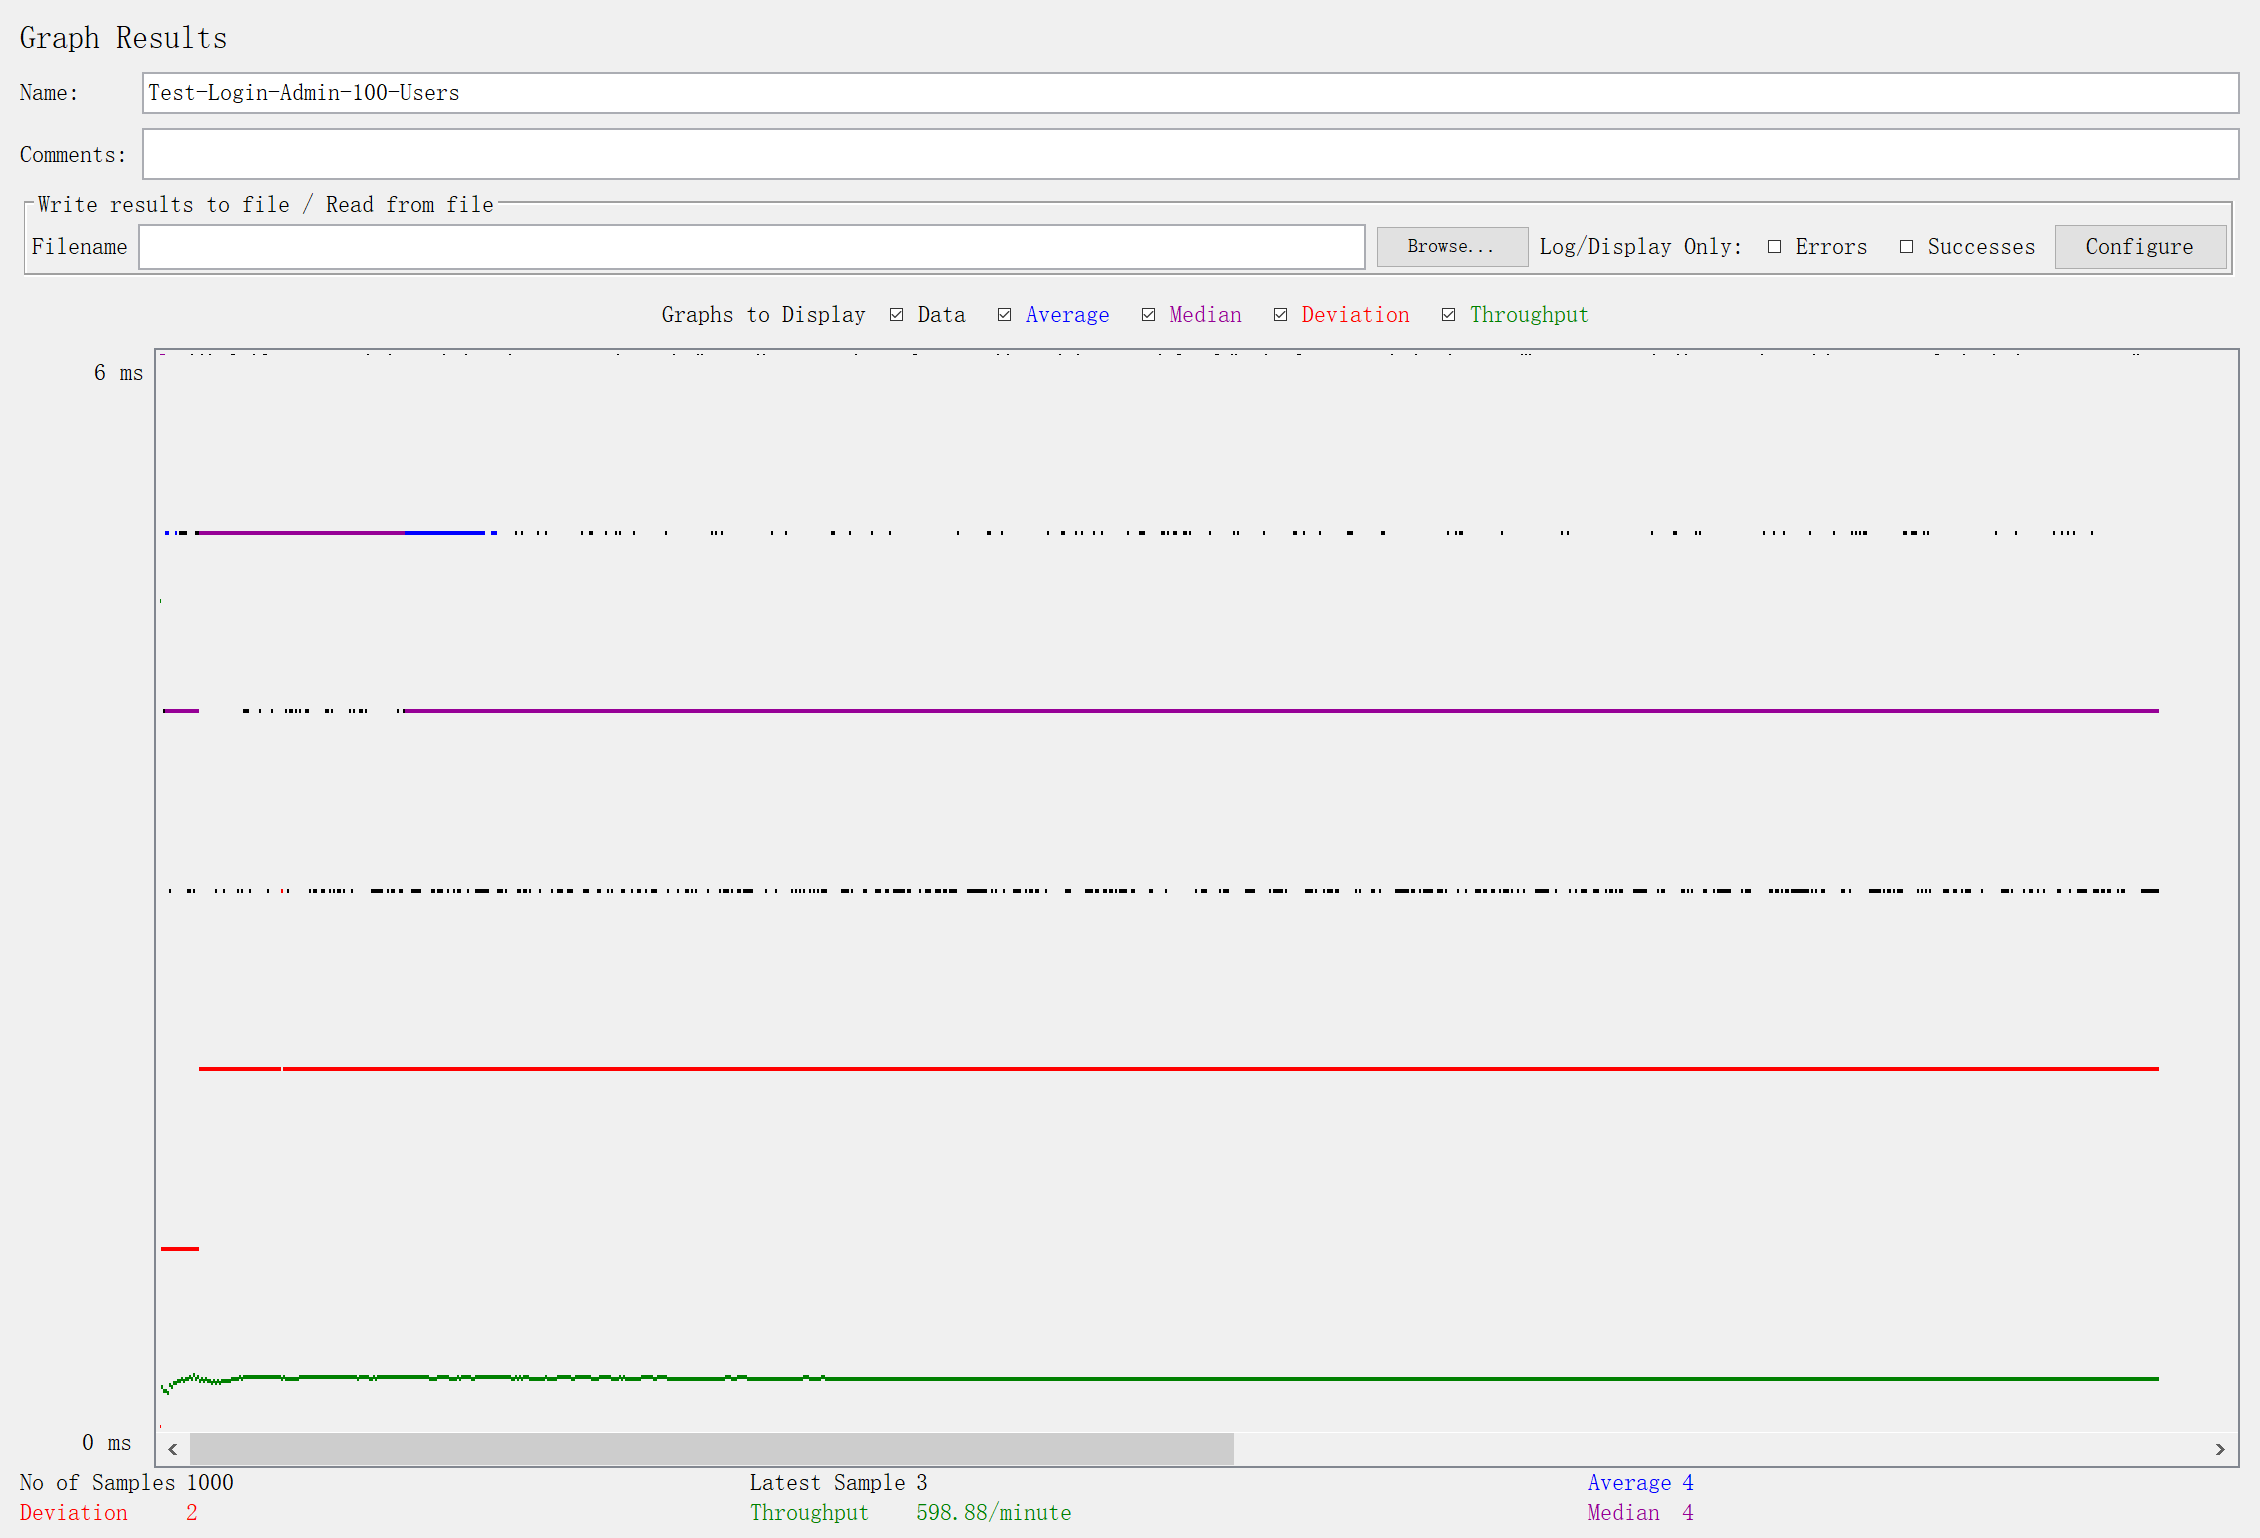 Graph Results
Name: Test-Login-Admin-100-Users
Comments:
Write results to file / Read from file
Filename Browse... Log/Display Only: Errors Successes Configure
Graphs to Display Data Average Median Deviation Throughput
6 ms
0 ms
No of Samples 1000 Latest Sample 3 Average 4
Deviation 2 Throughput 598.88/minute Median 4